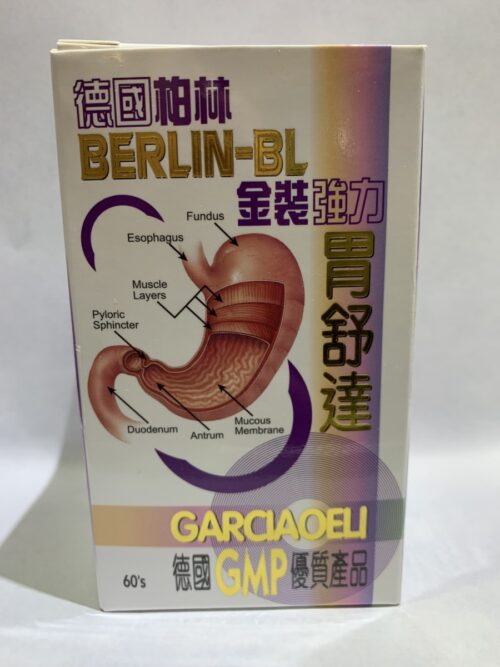 德國柏林
BERLIN-BL
金裝強力
胃舒達
Fundus
Esophagus
Muscle
Layers
Pyloric
Sphincter
Duodenum
Antrum
Mucous
Membrane
GARCIAOELI
60's
德國GMP優質產品